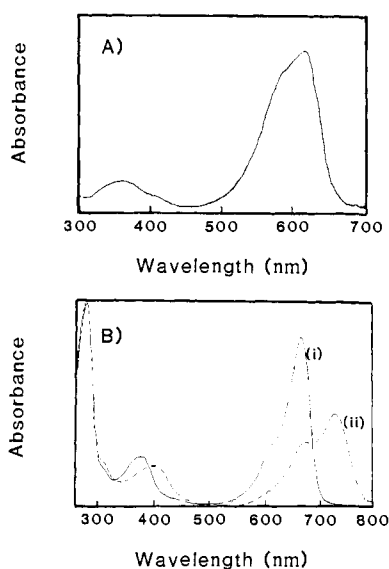 A)
Absorbance
300 400 500 600 700
Wavelength (nm)
B)
(i)
(ii)
Absorbance
300 400 500 600 700 800
Wavelength (nm)